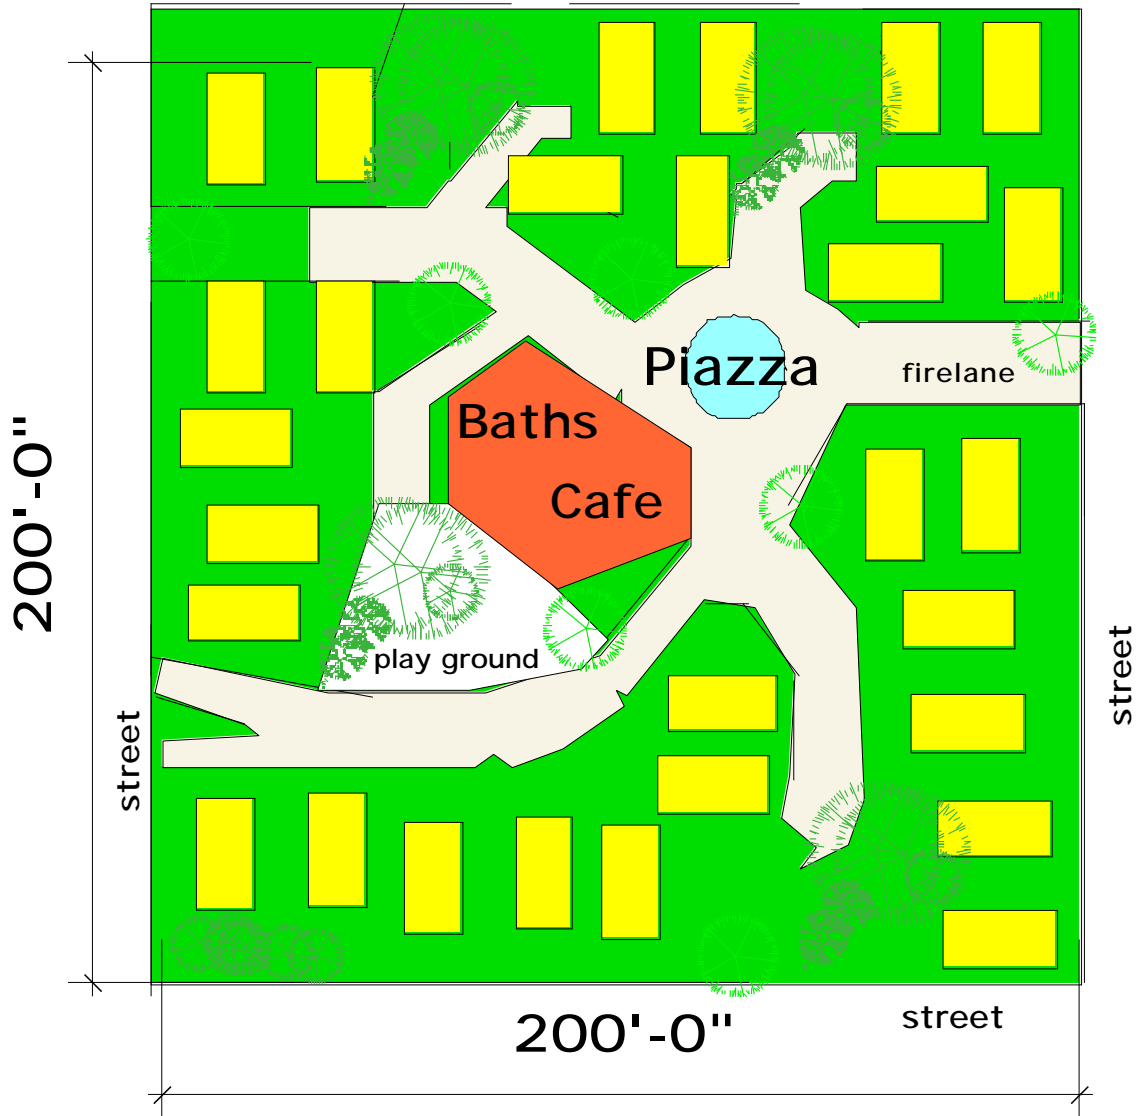 Piazza
firelane
Baths
Cafe
200'-0"
play ground
street
street
street
200'-0"